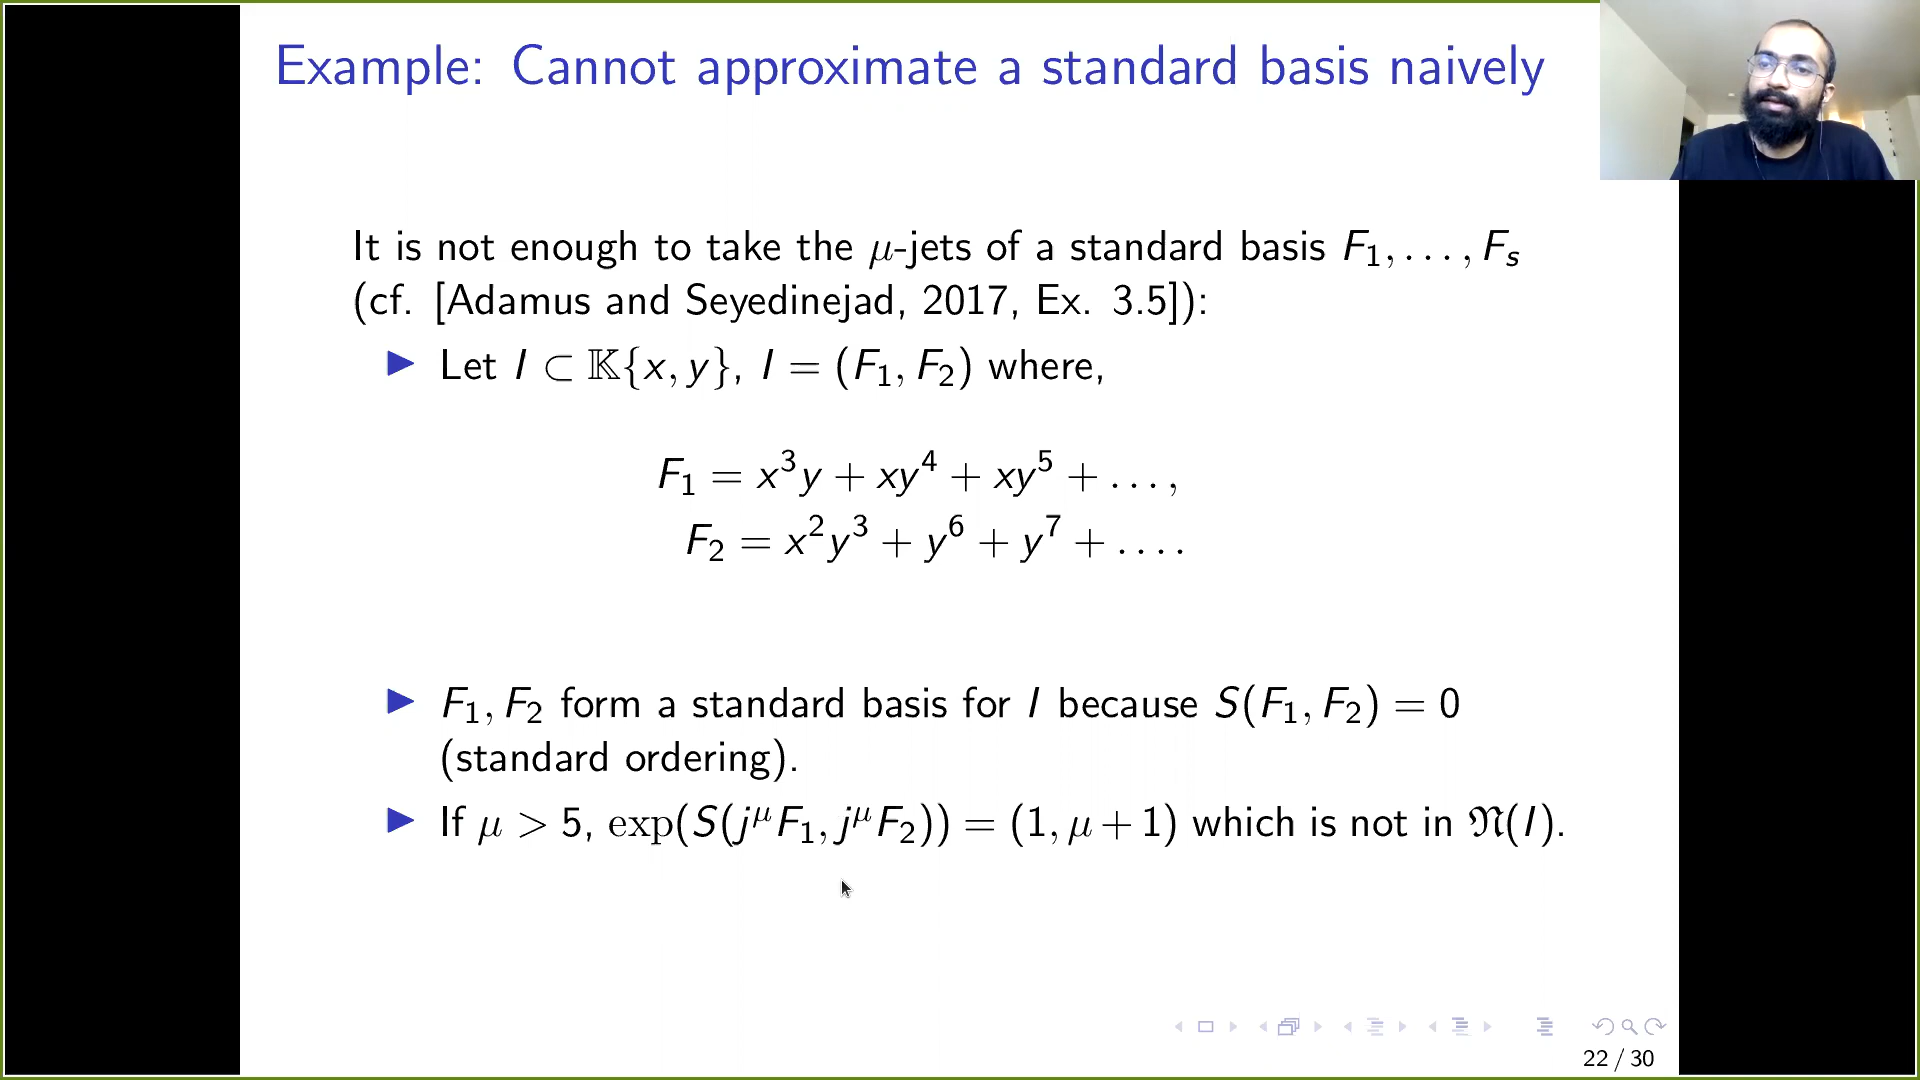 Example: Cannot approximate a standard basis naively
It is not enough to take the μ-jets of a standard basis F₁, . . . , Fₛ
(cf. [Adamus and Seyedinejad, 2017, Ex. 3.5]):
▶ Let I ⊂ 𝕂{x, y}, I = (F₁, F₂) where,
F₁ = x³y + xy⁴ + xy⁵ + . . . ,
F₂ = x²y³ + y⁶ + y⁷ + . . . .
▶ F₁, F₂ form a standard basis for I because S(F₁, F₂) = 0
(standard ordering).
▶ If μ > 5, exp(S(j^μ F₁, j^μ F₂)) = (1, μ + 1) which is not in 𝔑(I).
22 / 30